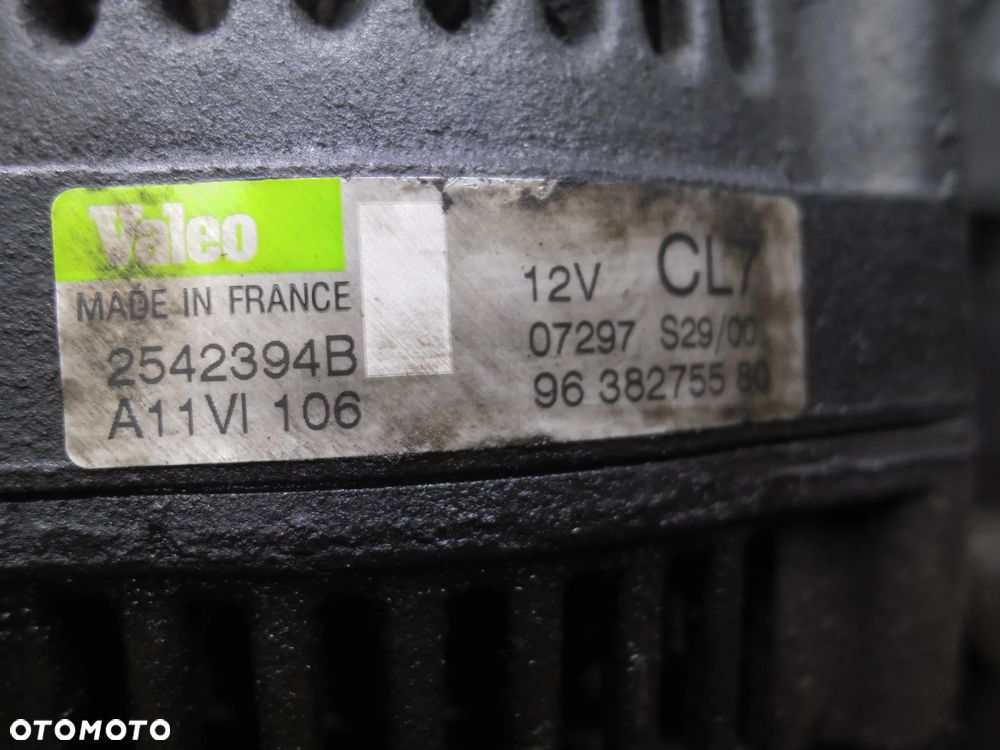 Valeo
MADE IN FRANCE
2542394B
A11VI 106
12V CL7
07297 S29/00
96 382755 80
OTOMOTO